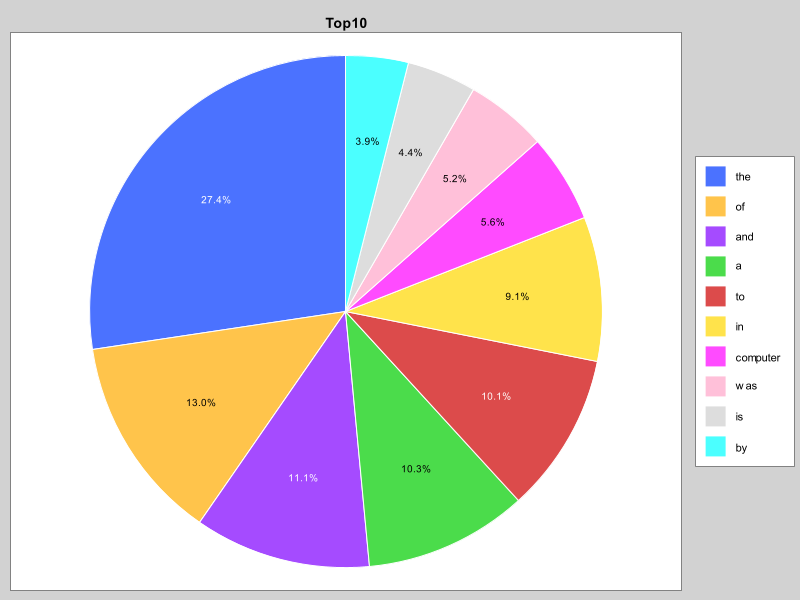 Top10
3.9%
4.4%
5.2%
27.4%
5.6%
9.1%
10.1%
13.0%
10.3%
11.1%
the
of
and
a
to
in
computer
was
is
by